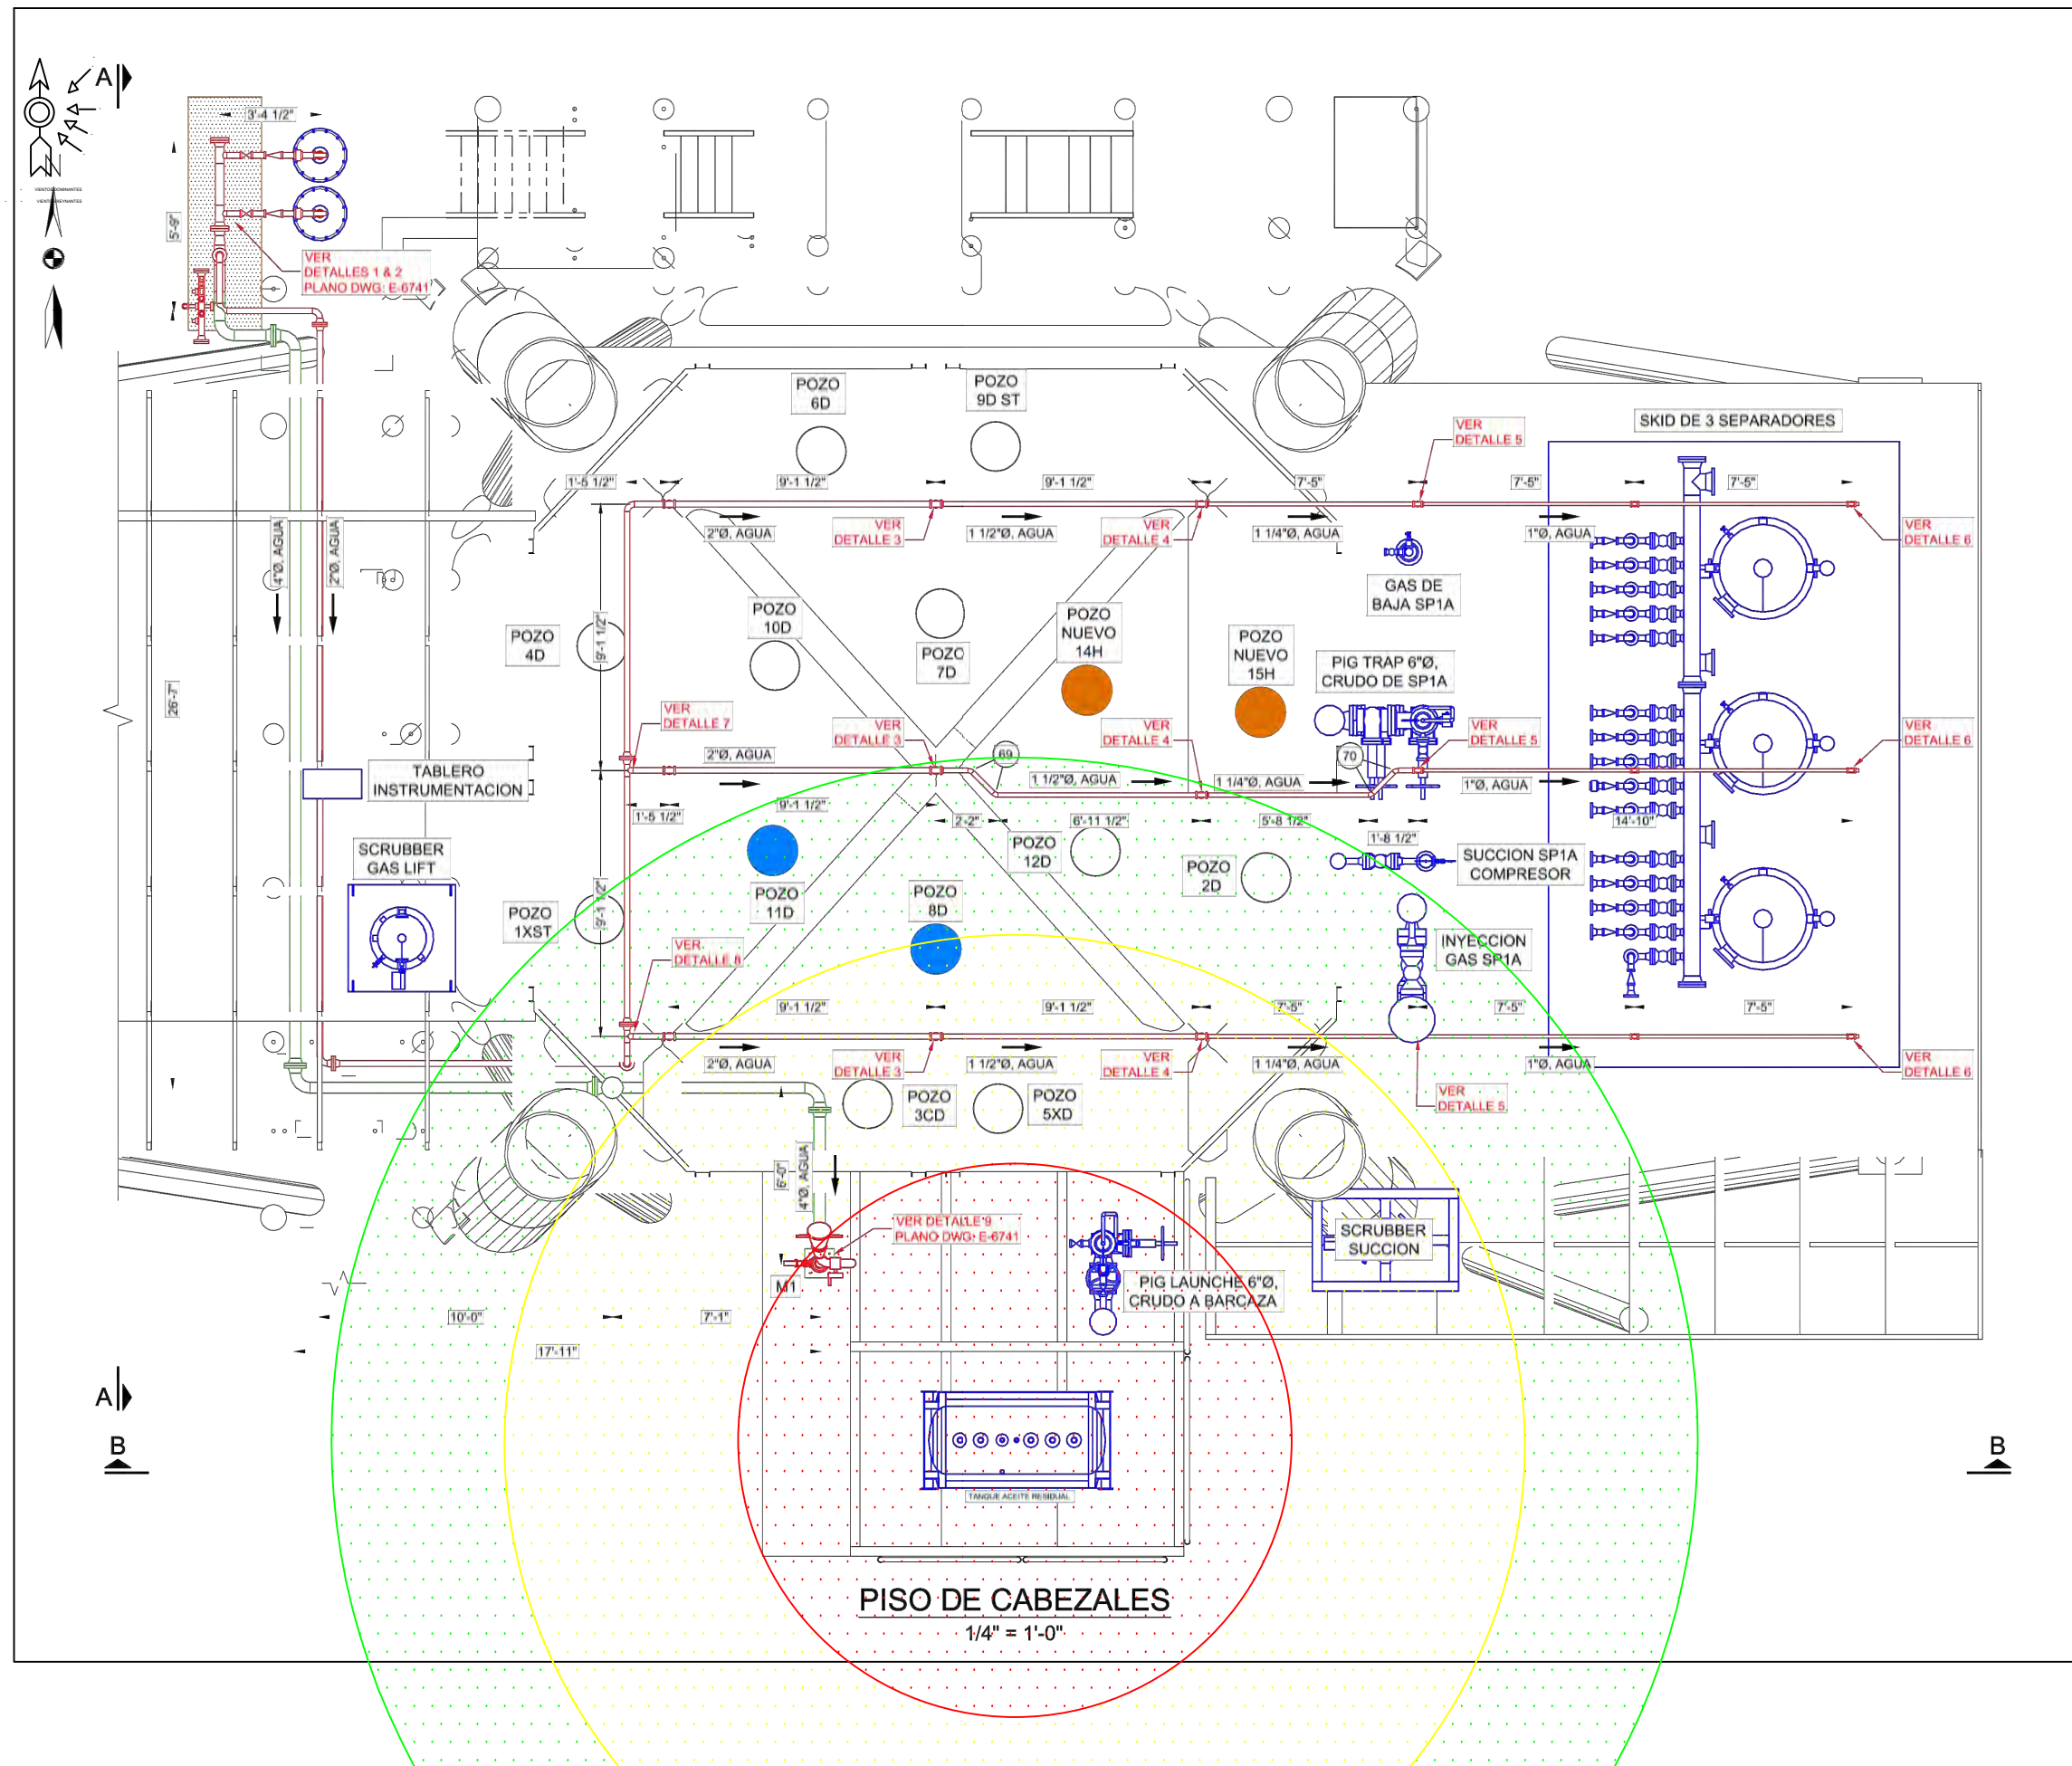 A
3'-4 1/2"
N
VIENTOS DOMINANTES
VIENTOS REYNANTES
5'-9"
VER
DETALLES 1 & 2
PLANO DWG: E-6741
POZO
6D
POZO
9D ST
VER
DETALLE 5
SKID DE 3 SEPARADORES
1'-5 1/2"
9'-1 1/2"
9'-1 1/2"
7'-5"
7'-5"
7'-5"
2"Ø, AGUA
VER
DETALLE 3
1 1/2"Ø, AGUA
VER
DETALLE 4
1 1/4"Ø, AGUA
1"Ø, AGUA
VER
DETALLE 6
4"Ø, AGUA
2"Ø, AGUA
GAS DE
BAJA SP1A
POZO
4D
9'-1 1/2"
POZO
10D
POZO
7D
POZO
NUEVO
14H
POZO
NUEVO
15H
PIG TRAP 6"Ø,
CRUDO DE SP1A
26'-7"
VER
DETALLE 7
VER
DETALLE 3
VER
DETALLE 4
VER
DETALLE 5
VER
DETALLE 6
2"Ø, AGUA
69
70
1 1/2"Ø, AGUA
1 1/4"Ø, AGUA
1"Ø, AGUA
TABLERO
INSTRUMENTACION
1'-5 1/2"
9'-1 1/2"
2'-2"
6'-11 1/2"
5'-8 1/2"
1'-8 1/2"
14'-10"
SCRUBBER
GAS LIFT
POZO
12D
POZO
2D
SUCCION SP1A
COMPRESOR
POZO
1XST
9'-1 1/2"
POZO
11D
POZO
8D
VER
DETALLE 8
INYECCION
GAS SP1A
9'-1 1/2"
9'-1 1/2"
7'-5"
7'-5"
7'-5"
2"Ø, AGUA
VER
DETALLE 3
1 1/2"Ø, AGUA
VER
DETALLE 4
1 1/4"Ø, AGUA
1"Ø, AGUA
VER
DETALLE 6
POZO
3CD
POZO
5XD
VER
DETALLE 5
6'-0"
4"Ø, AGUA
VER DETALLE 9
PLANO DWG: E-6741
SCRUBBER
SUCCION
M1
PIG LAUNCHE 6"Ø,
CRUDO A BARCAZA
10'-0"
7'-1"
17'-11"
A
B
B
TANQUE ACEITE RESIDUAL
PISO DE CABEZALES
1/4" = 1'-0"